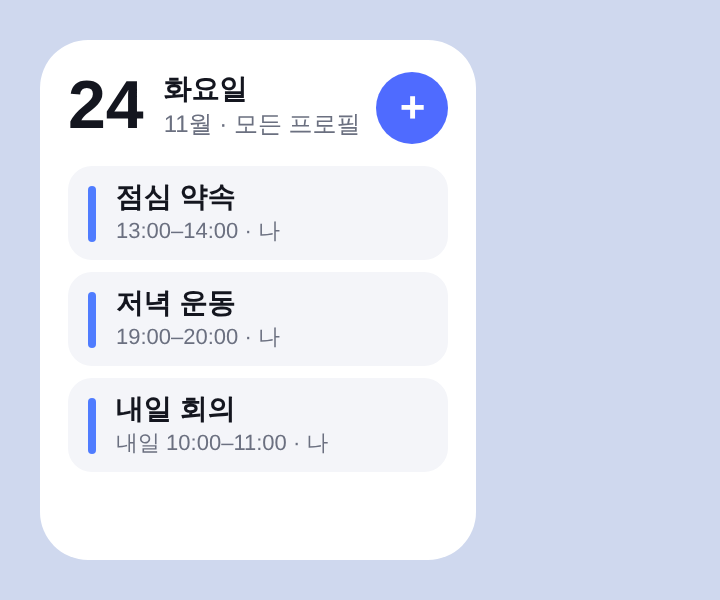 24
화요일
11월 · 모든 프로필
+
점심 약속
13:00–14:00 · 나
저녁 운동
19:00–20:00 · 나
내일 회의
내일 10:00–11:00 · 나